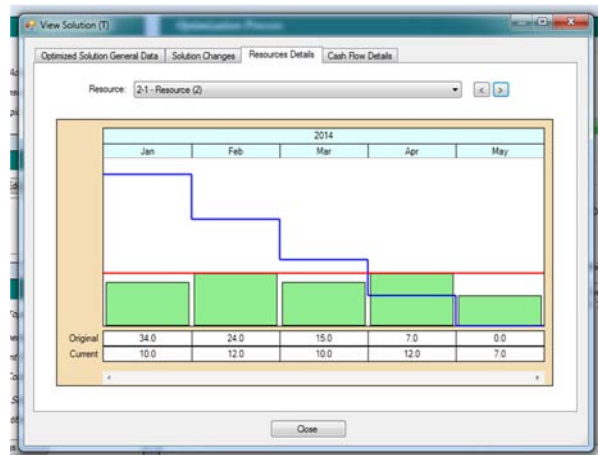 View Solution (T)
Optimized Solution General Data Solution Changes Resources Details Cash Flow Details
Resource: 2-1 - Resource (2) < >
2014
Jan Feb Mar Apr May
Original 34.0 24.0 15.0 7.0 0.0
Current 10.0 12.0 10.0 12.0 7.0
Close